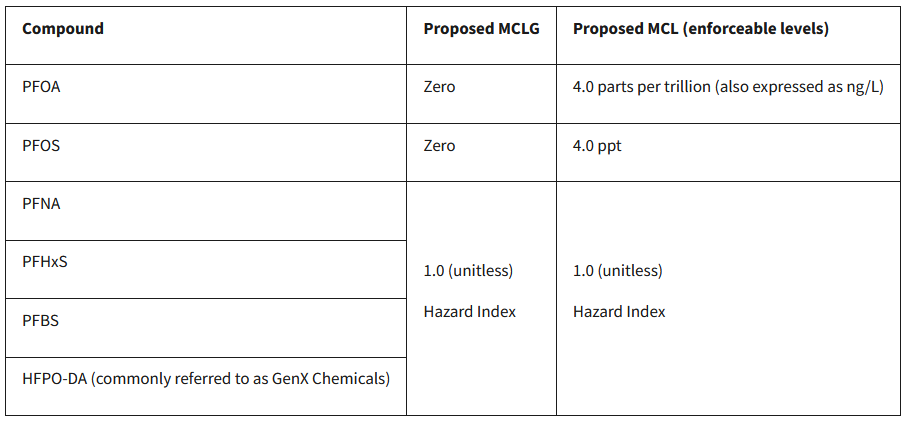 Compound Proposed MCLG Proposed MCL (enforceable levels)
PFOA Zero 4.0 parts per trillion (also expressed as ng/L)
PFOS Zero 4.0 ppt
PFNA
PFHxS
1.0 (unitless) 1.0 (unitless)
Hazard Index Hazard Index
PFBS
HFPO-DA (commonly referred to as GenX Chemicals)